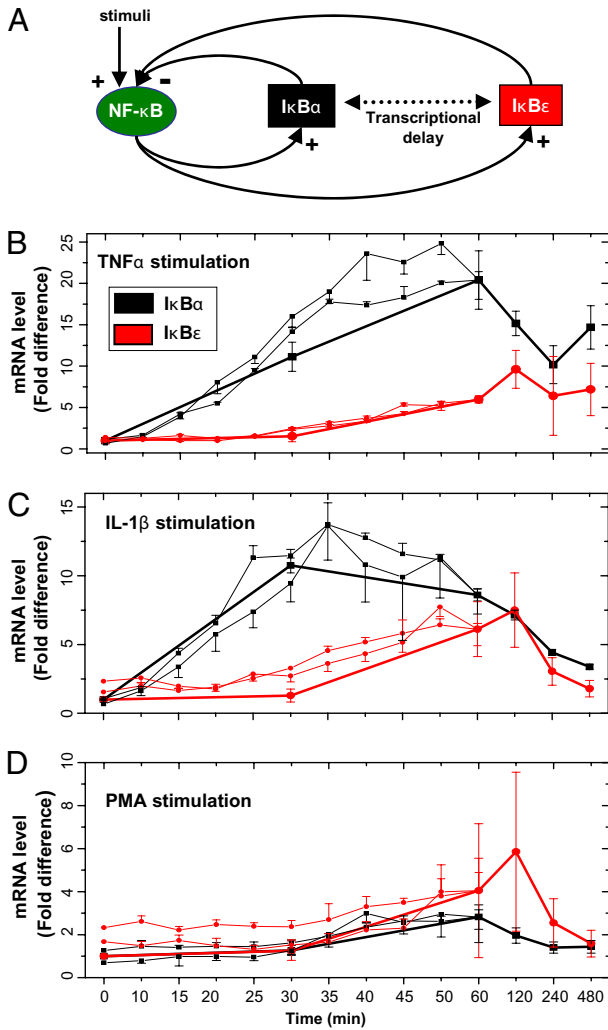 A
stimuli
+
-
NF-κB
IκBα
IκBε
+
+
Transcriptional
delay
B
TNFα stimulation
IκBα
IκBε
mRNA level
(Fold difference)
25
20
15
10
5
0
C
IL-1β stimulation
mRNA level
(Fold difference)
15
10
5
0
D
PMA stimulation
mRNA level
(Fold difference)
10
8
6
4
2
0
0 10 15 20 25 30 35 40 45 50 60 120 240 480
Time (min)